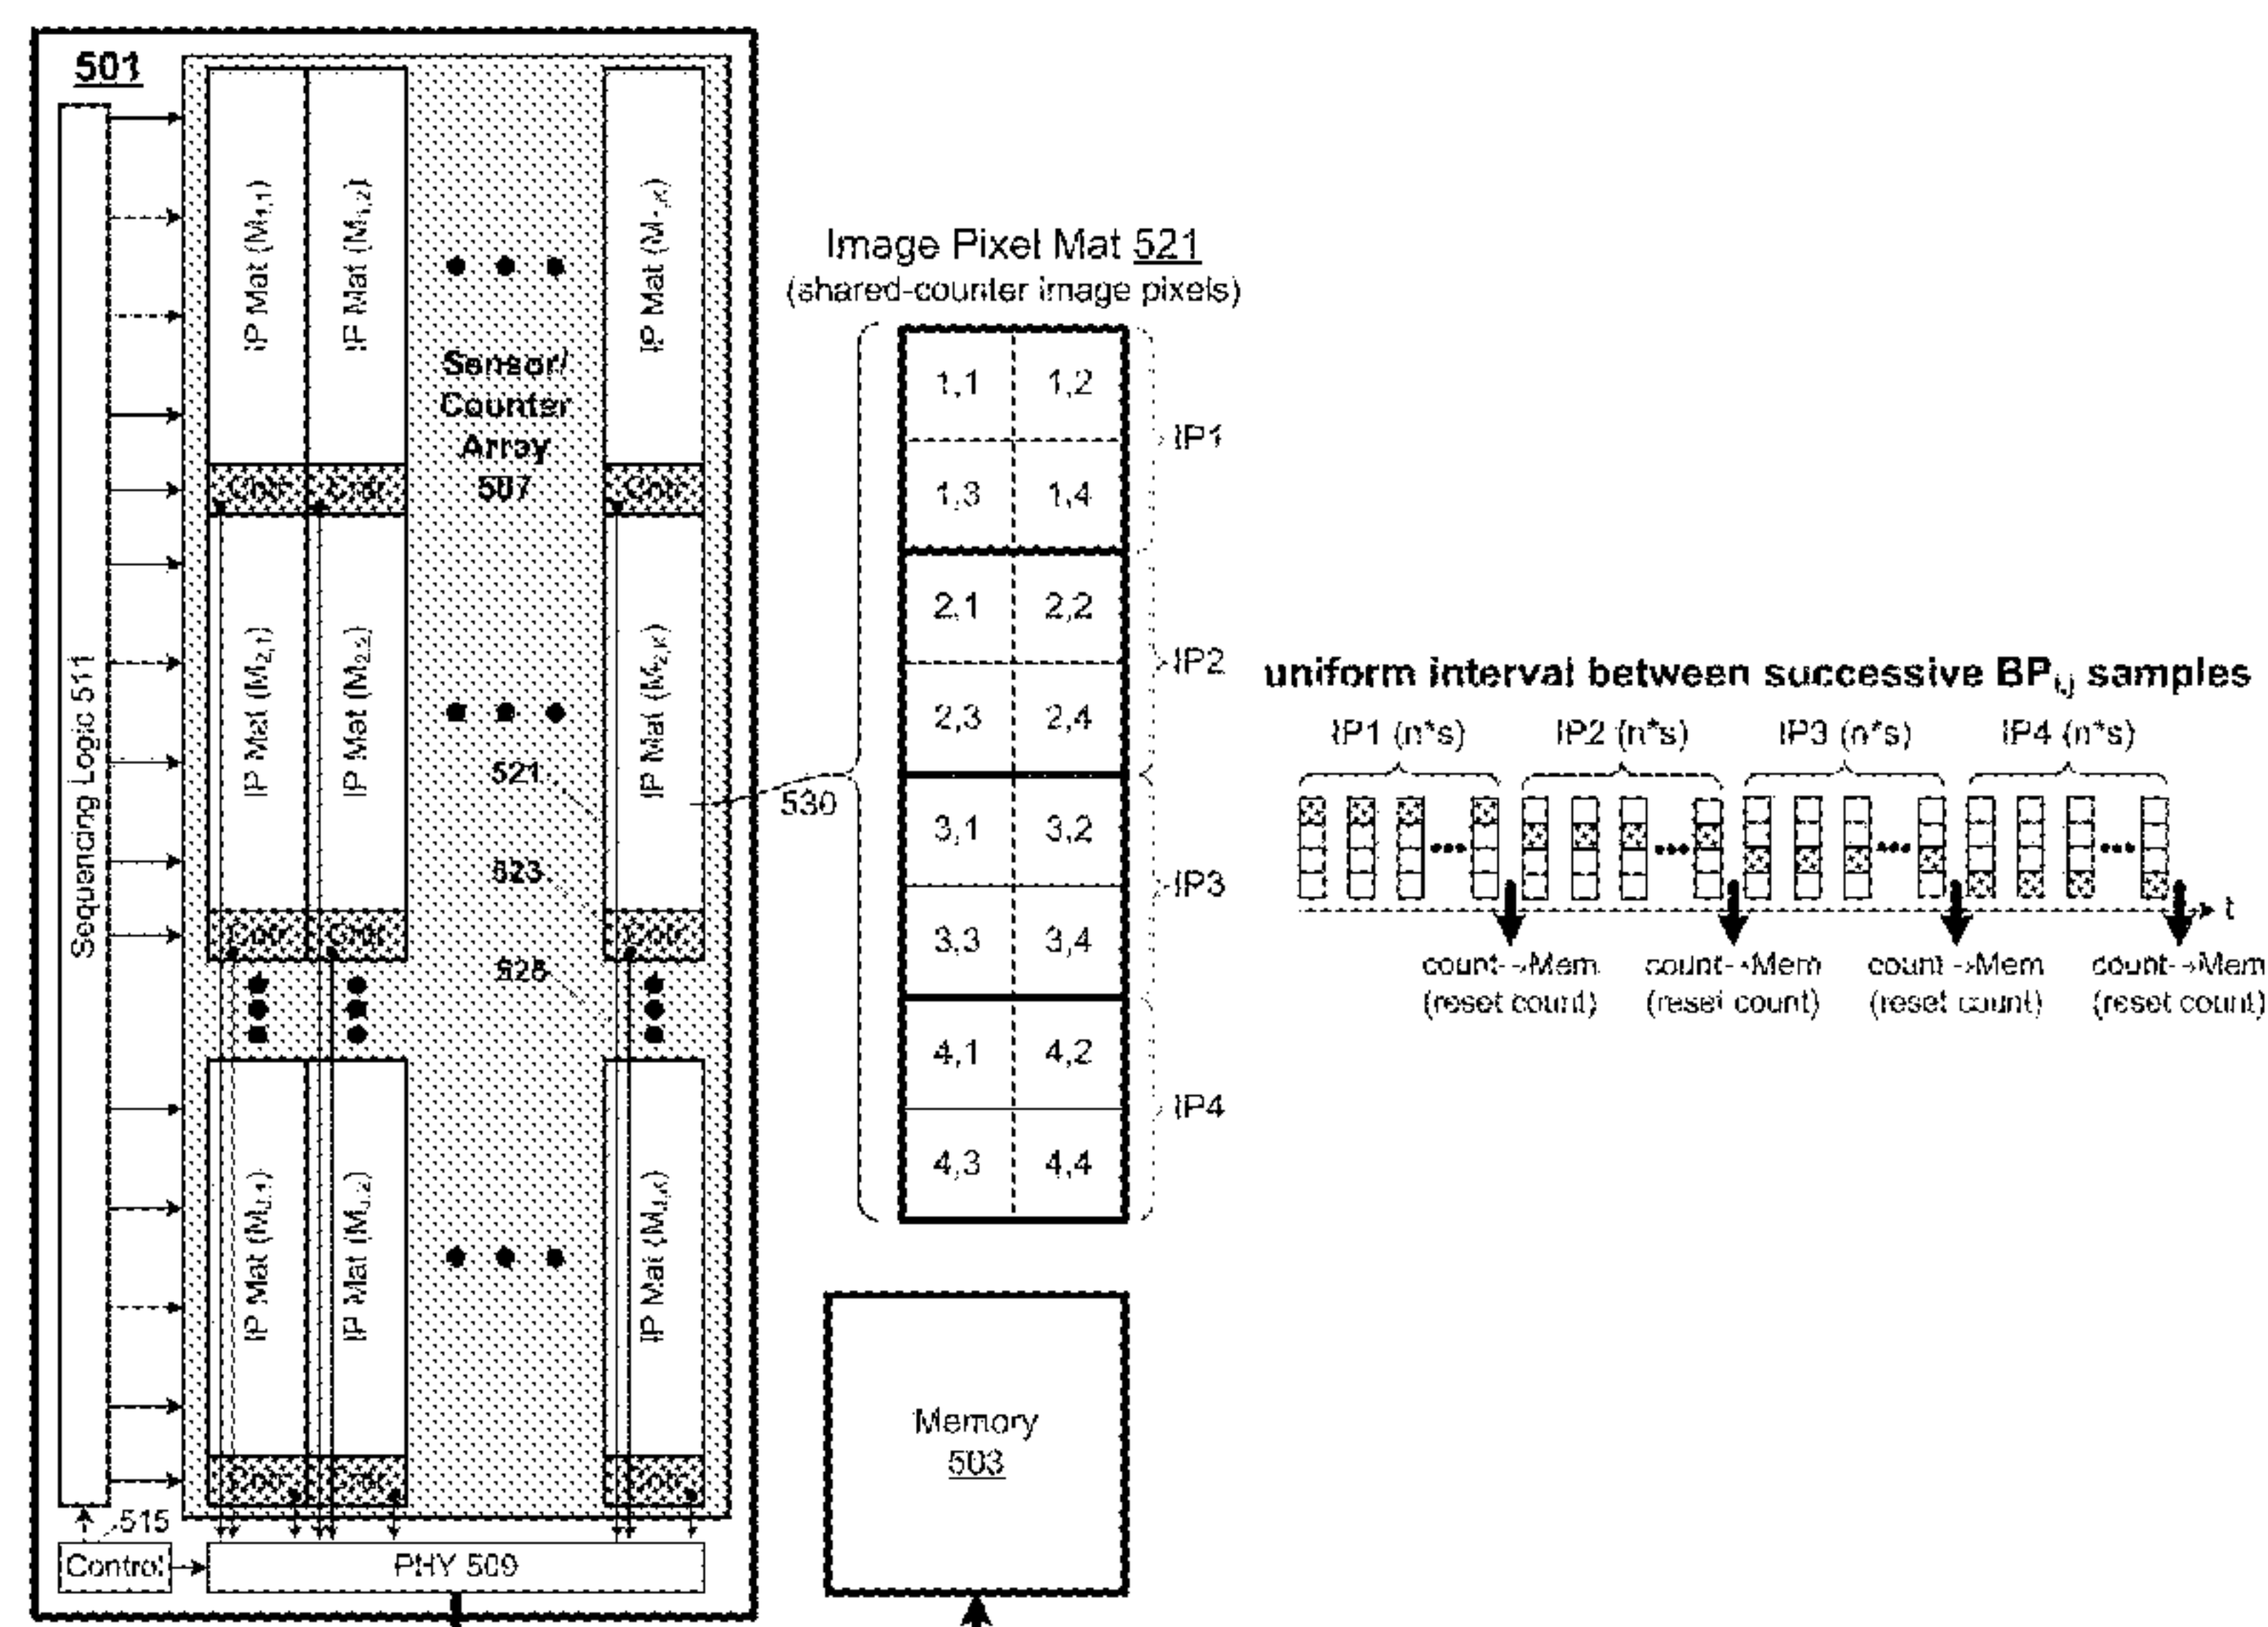 501
Sequencing Logic 511
IP Mat (M1,1)
IP Mat (M1,2)
Sensor/
Counter
Array
507
Cntr
Cntr
Cntr
IP Mat (M2,1)
IP Mat (M2,2)
IP Mat (M2,K)
521
523
525
530
Cntr
Cntr
Cntr
IP Mat (MJ,1)
IP Mat (MJ,2)
IP Mat (MJ,K)
Cntr
Cntr
Cntr
515
Control
PHY 509
Image Pixel Mat 521
(shared-counter image pixels)
1,1 1,2
1,3 1,4
IP1
2,1 2,2
2,3 2,4
IP2
3,1 3,2
3,3 3,4
IP3
4,1 4,2
4,3 4,4
IP4
Memory
503
uniform interval between successive BPi,j samples
IP1 (n*s) IP2 (n*s) IP3 (n*s) IP4 (n*s)
t
count→Mem count→Mem count→Mem count→Mem
(reset count) (reset count) (reset count) (reset count)